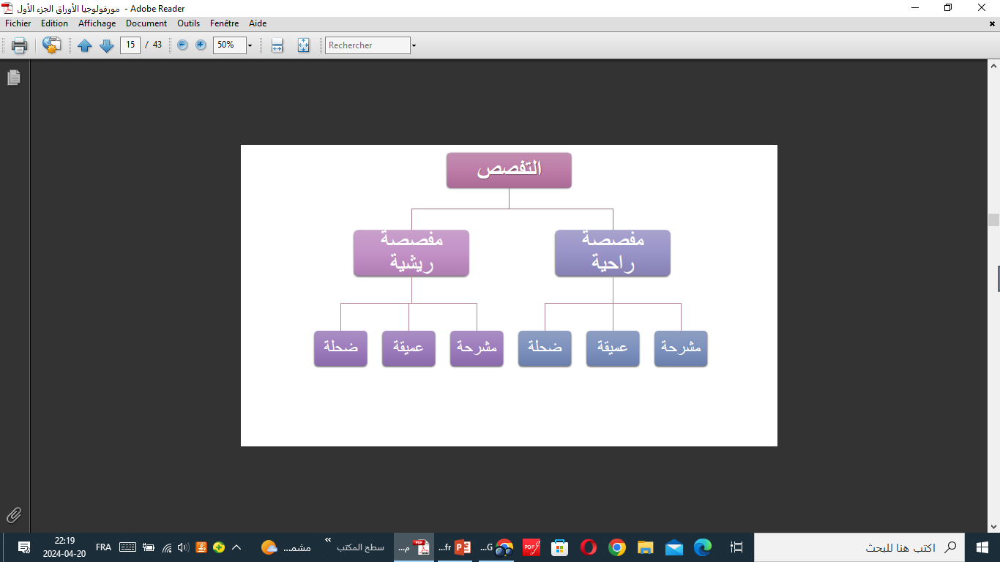 مورفولوجيا الأوراق الجزء الأول - Adobe Reader
Fichier Edition Affichage Document Outils Fenêtre Aide
15 / 43 50% Rechercher
التفصص
مفصصة
راحية
مفصصة
ريشية
مشرحة
عميقة
ضحلة
مشرحة
عميقة
ضحلة
22:19
2024-04-20
FRA
مشم...
سطح المكتب
»
...م
...fr
...G
PDF
اكتب هنا للبحث